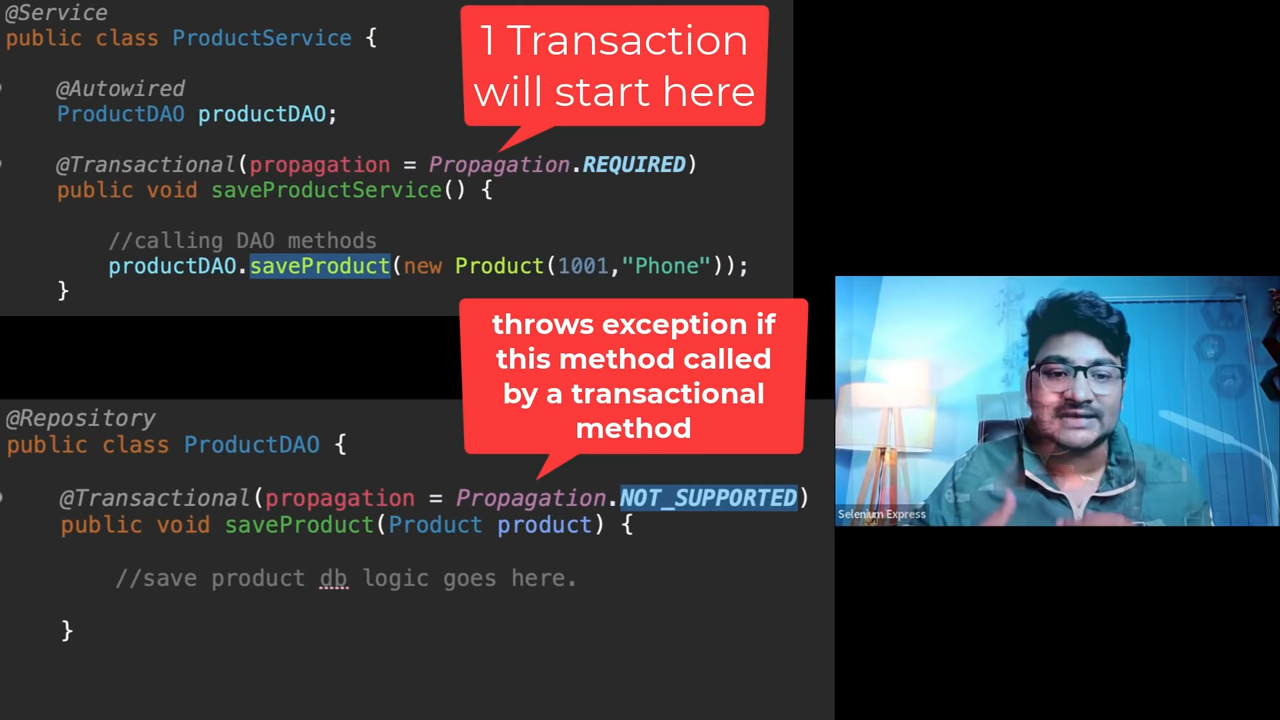 @Service
public class ProductService {
1 Transaction
will start here
@Autowired
ProductDAO productDAO;
@Transactional(propagation = Propagation.REQUIRED)
public void saveProductService() {
//calling DAO methods
productDAO.saveProduct(new Product(1001,"Phone"));
}
throws exception if
this method called
by a transactional
method
@Repository
public class ProductDAO {
@Transactional(propagation = Propagation.NOT_SUPPORTED)
public void saveProduct(Product product) {
//save product db logic goes here.
}
Selenium Express